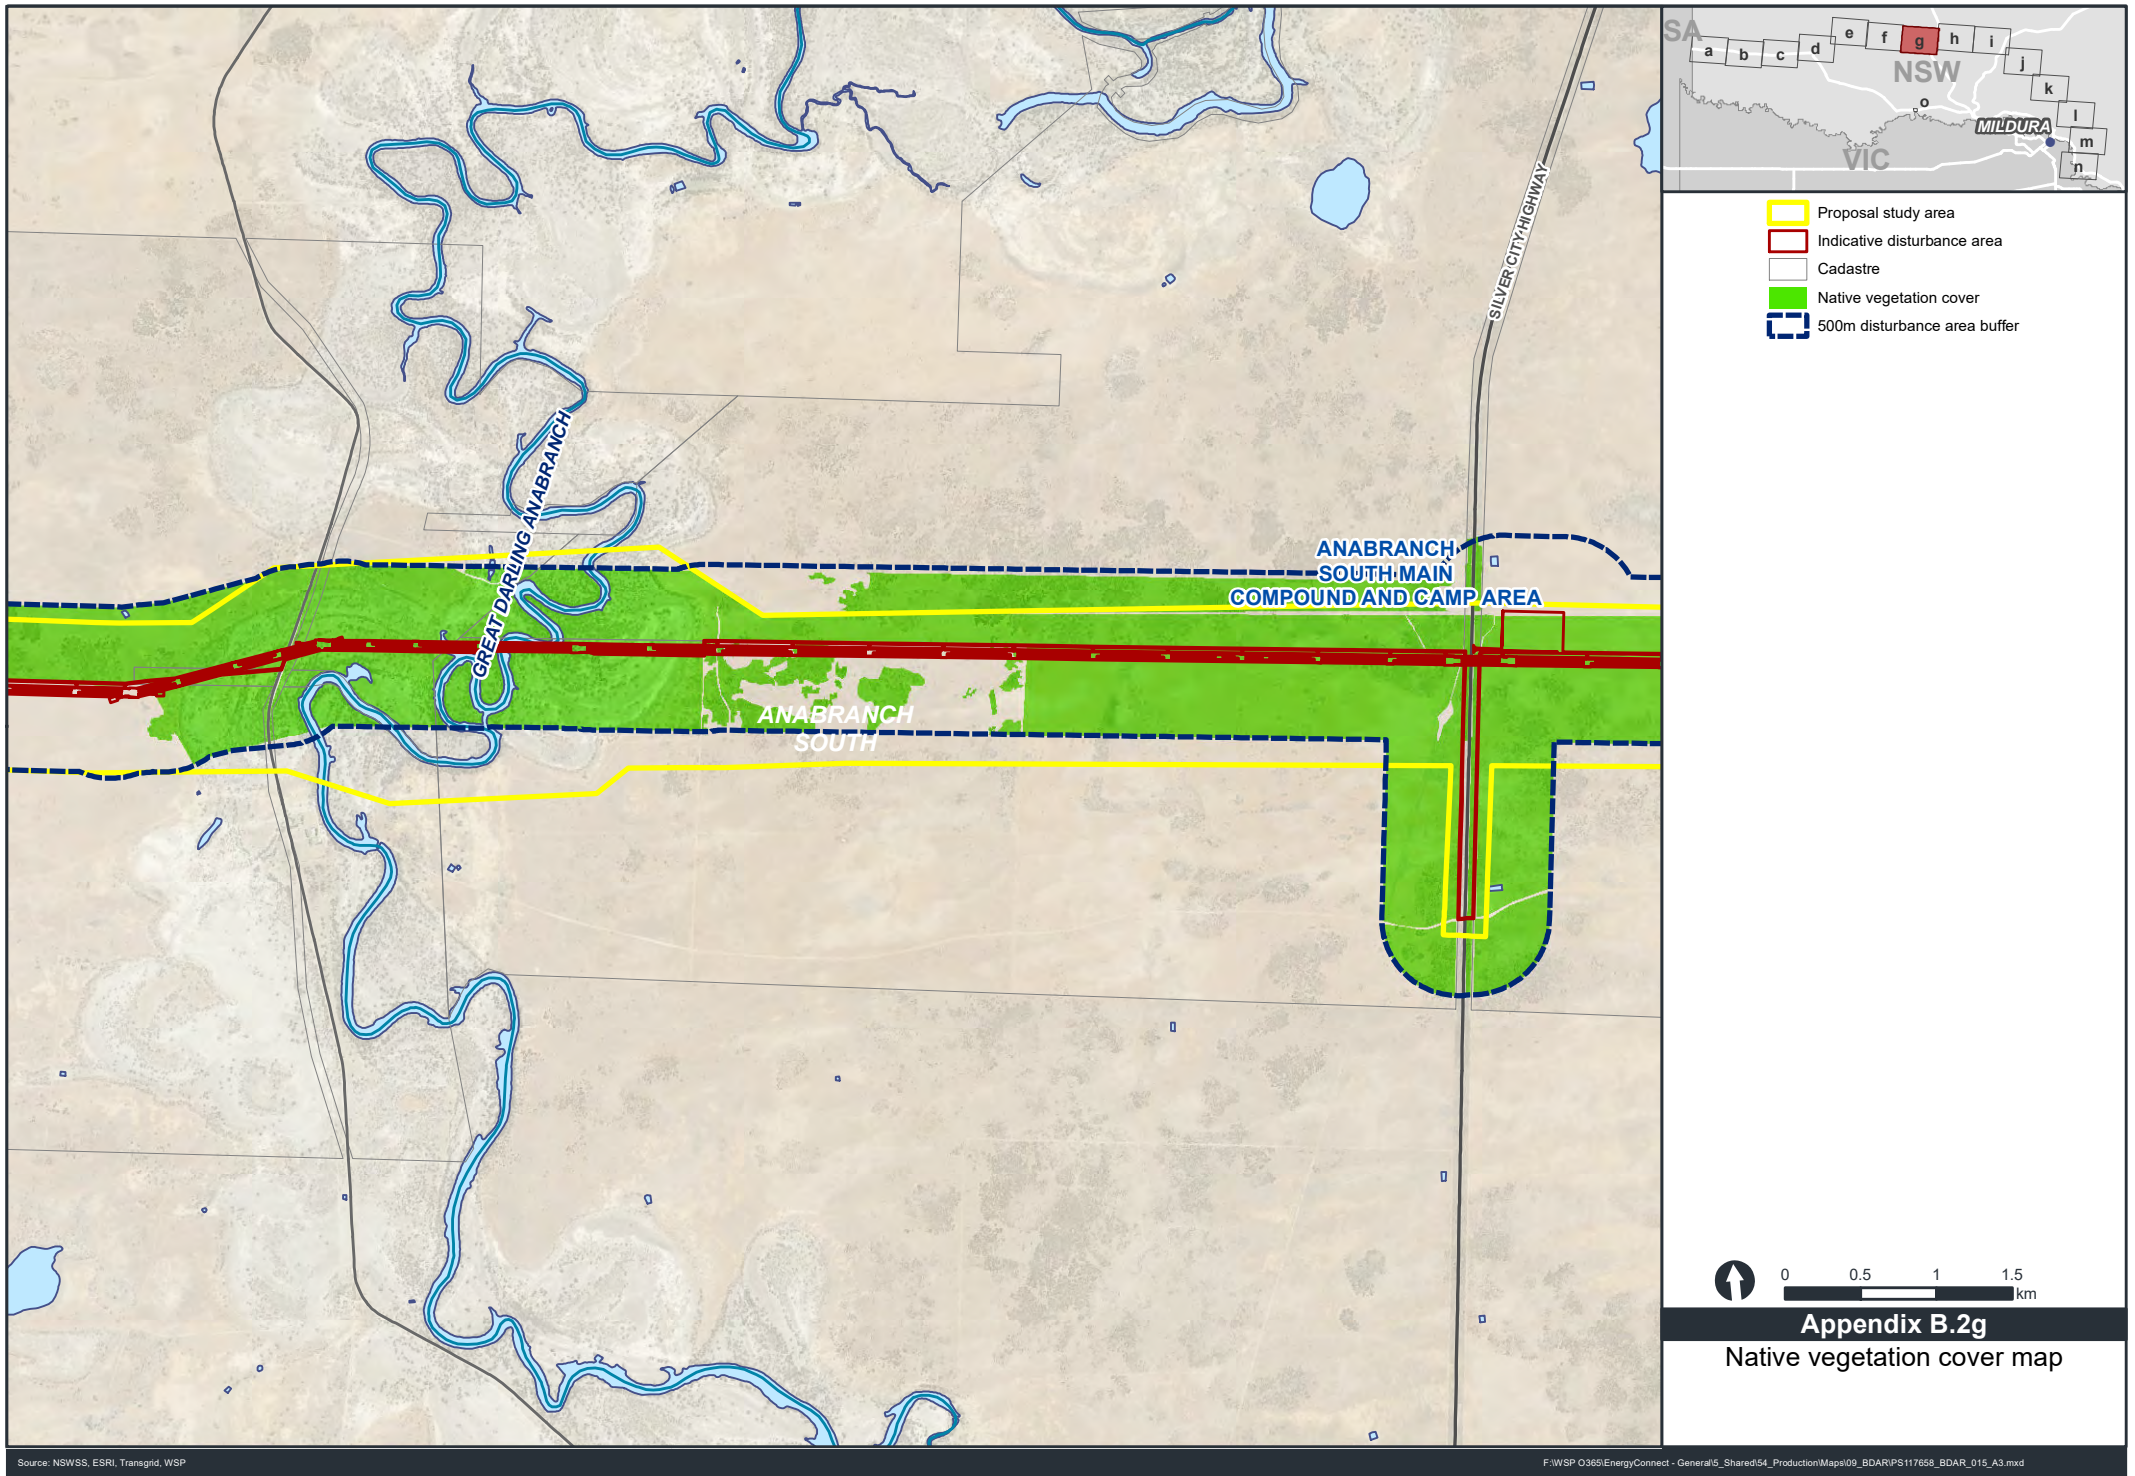 SA
a
b
c
d
e
f
g
h
i
j
k
l
m
n
o
NSW
MILDURA
VIC
Proposal study area
Indicative disturbance area
Cadastre
Native vegetation cover
500m disturbance area buffer
SILVER CITY HIGHWAY
GREAT DARLING ANABRANCH
ANABRANCH
SOUTH MAIN
COMPOUND AND CAMP AREA
ANABRANCH
SOUTH
0 0.5 1 1.5
km
Appendix B.2g
Native vegetation cover map
Source: NSWSS, ESRI, Transgrid, WSP
F:\WSP O365\EnergyConnect - General\5_Shared\54_Production\Maps\09_BDAR\PS117658_BDAR_015_A3.mxd